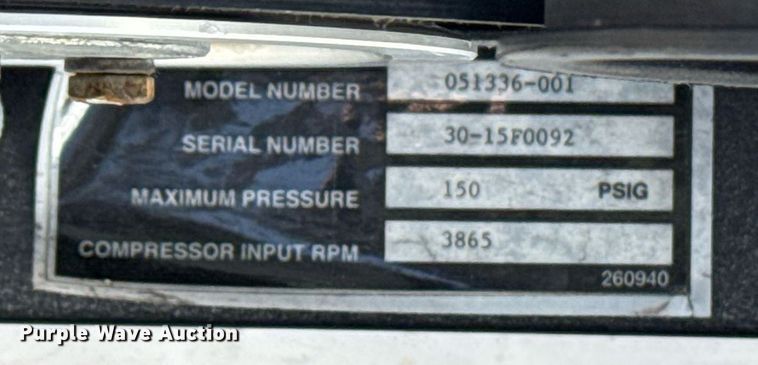 MODEL NUMBER 051336-001
SERIAL NUMBER 30-15F0092
MAXIMUM PRESSURE 150 PSIG
COMPRESSOR INPUT RPM 3865
260940
Purple Wave Auction